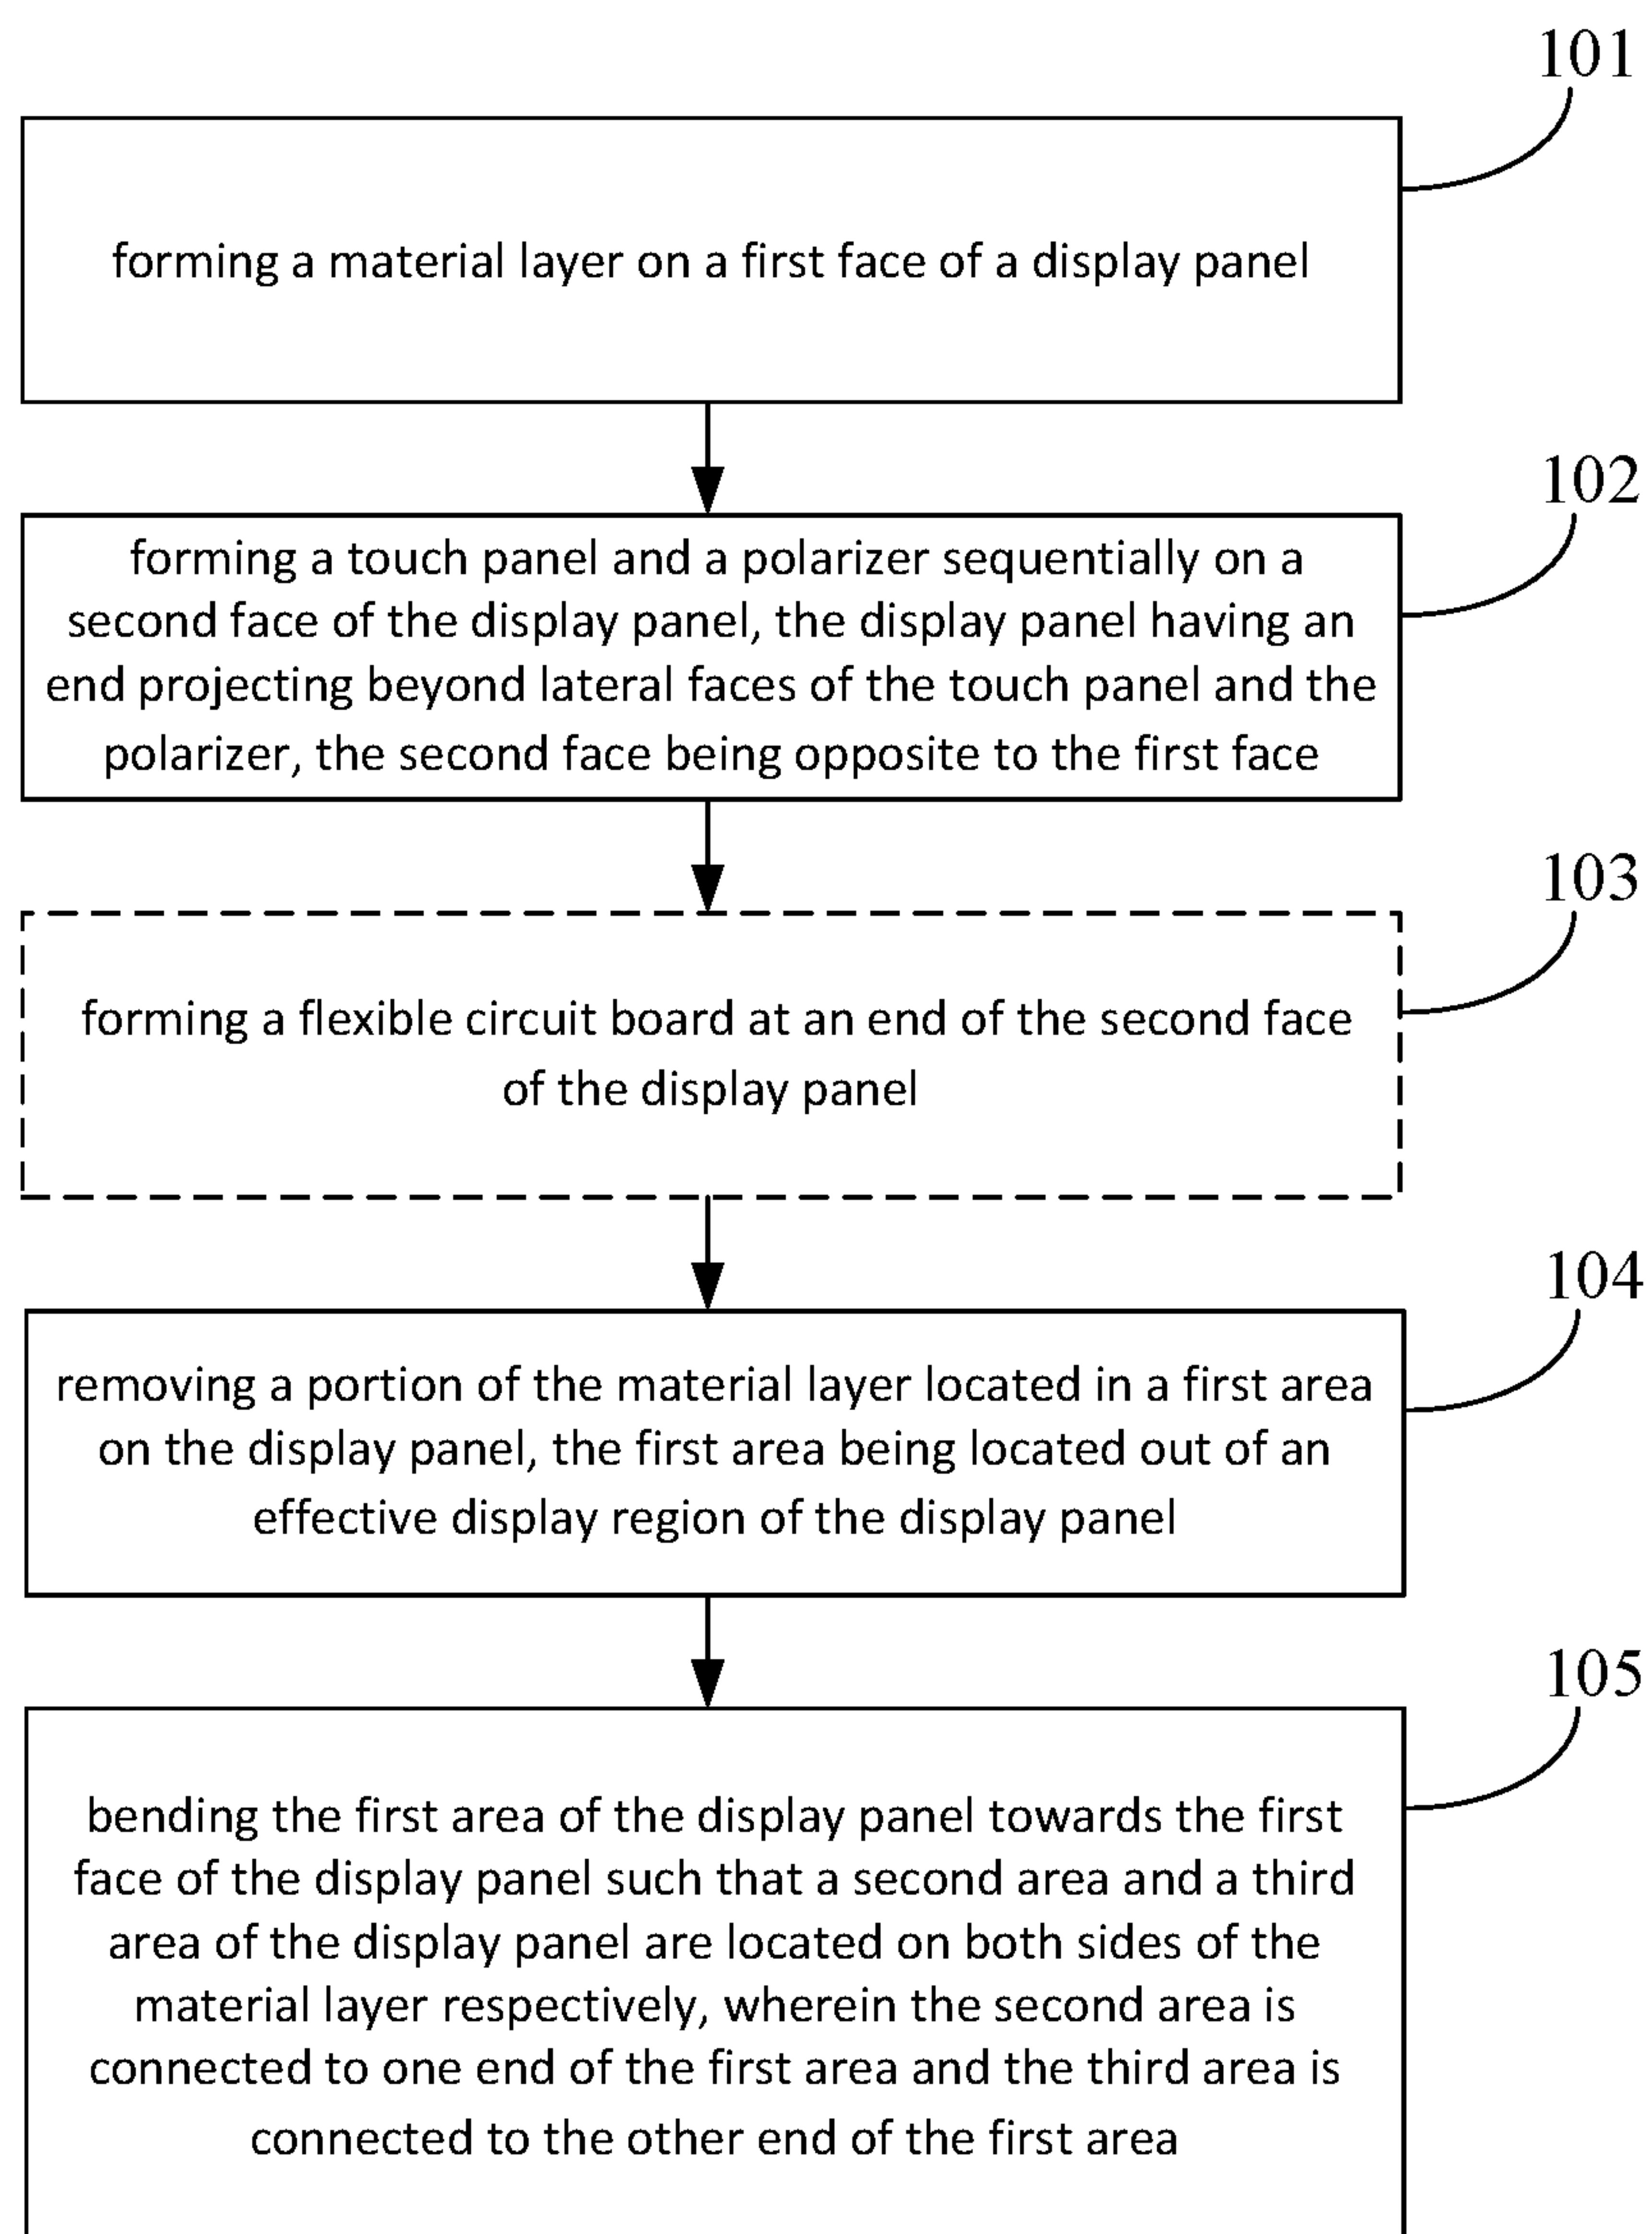 101
forming a material layer on a first face of a display panel
102
forming a touch panel and a polarizer sequentially on a
second face of the display panel, the display panel having an
end projecting beyond lateral faces of the touch panel and the
polarizer, the second face being opposite to the first face
103
forming a flexible circuit board at an end of the second face
of the display panel
104
removing a portion of the material layer located in a first area
on the display panel, the first area being located out of an
effective display region of the display panel
105
bending the first area of the display panel towards the first
face of the display panel such that a second area and a third
area of the display panel are located on both sides of the
material layer respectively, wherein the second area is
connected to one end of the first area and the third area is
connected to the other end of the first area